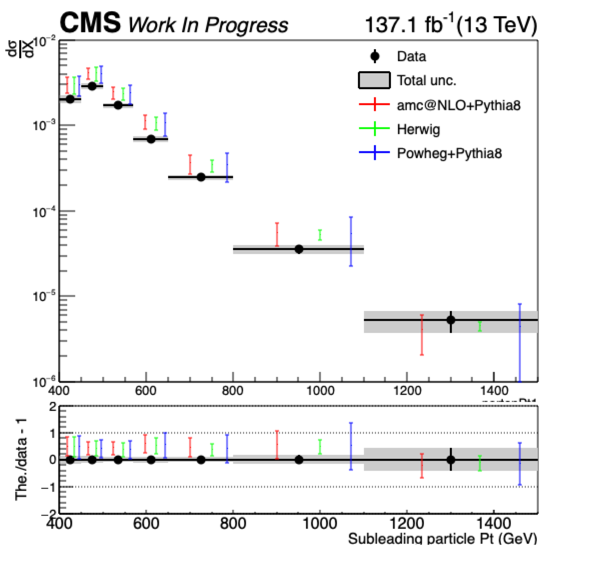 CMS Work In Progress 137.1 fb-1(13 TeV)
dσ
dX
10−2
10−3
10−4
10−5
10−6
Data
Total unc.
amc@NLO+Pythia8
Herwig
Powheg+Pythia8
400 600 800 1000 1200 1400
The./data - 1
2
1
0
−1
−2
400 600 800 1000 1200 1400
Subleading particle Pt (GeV)